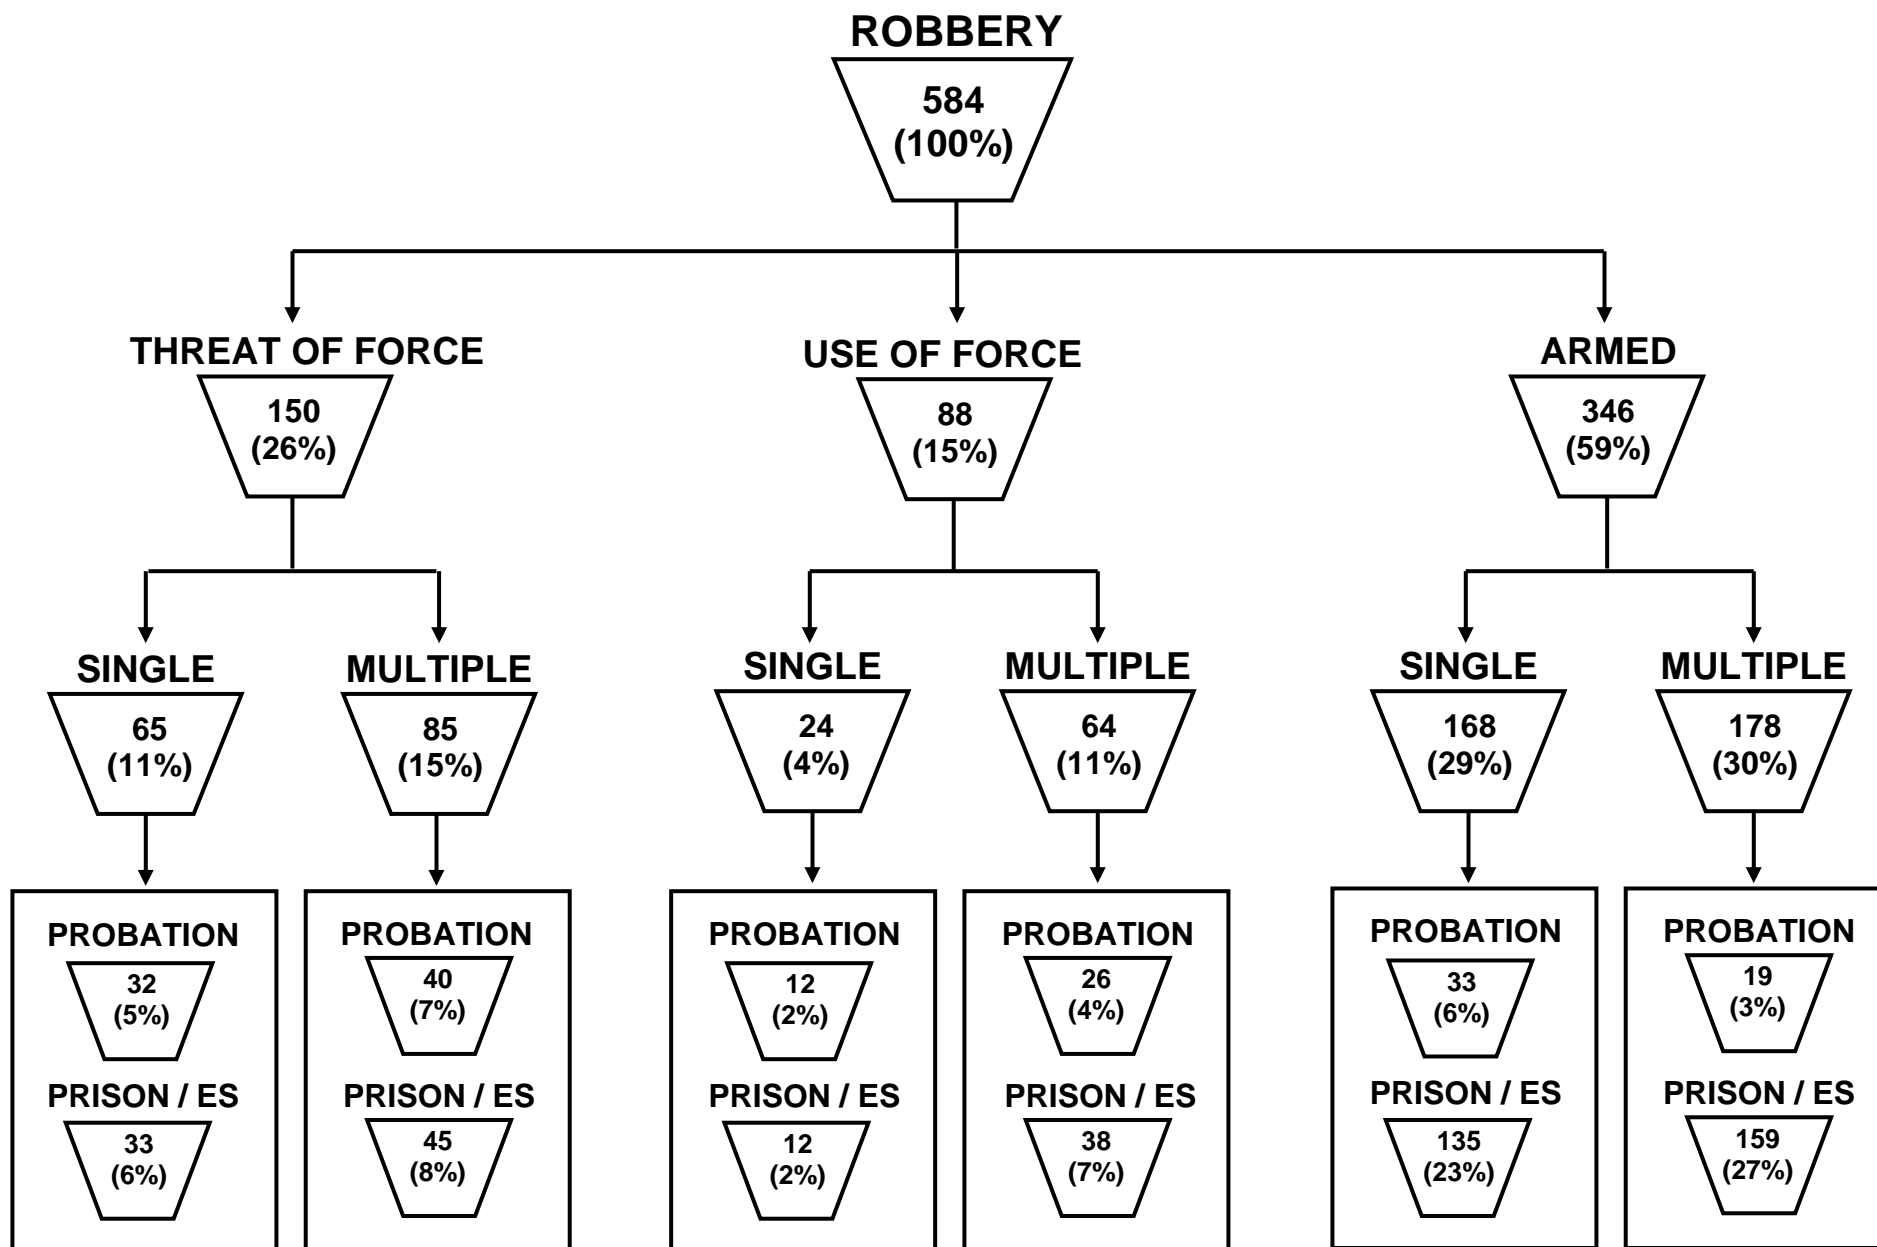 ROBBERY
584
(100%)
THREAT OF FORCE
150
(26%)
USE OF FORCE
88
(15%)
ARMED
346
(59%)
SINGLE
65
(11%)
MULTIPLE
85
(15%)
SINGLE
24
(4%)
MULTIPLE
64
(11%)
SINGLE
168
(29%)
MULTIPLE
178
(30%)
PROBATION
32
(5%)
PRISON / ES
33
(6%)
PROBATION
40
(7%)
PRISON / ES
45
(8%)
PROBATION
12
(2%)
PRISON / ES
12
(2%)
PROBATION
26
(4%)
PRISON / ES
38
(7%)
PROBATION
33
(6%)
PRISON / ES
135
(23%)
PROBATION
19
(3%)
PRISON / ES
159
(27%)